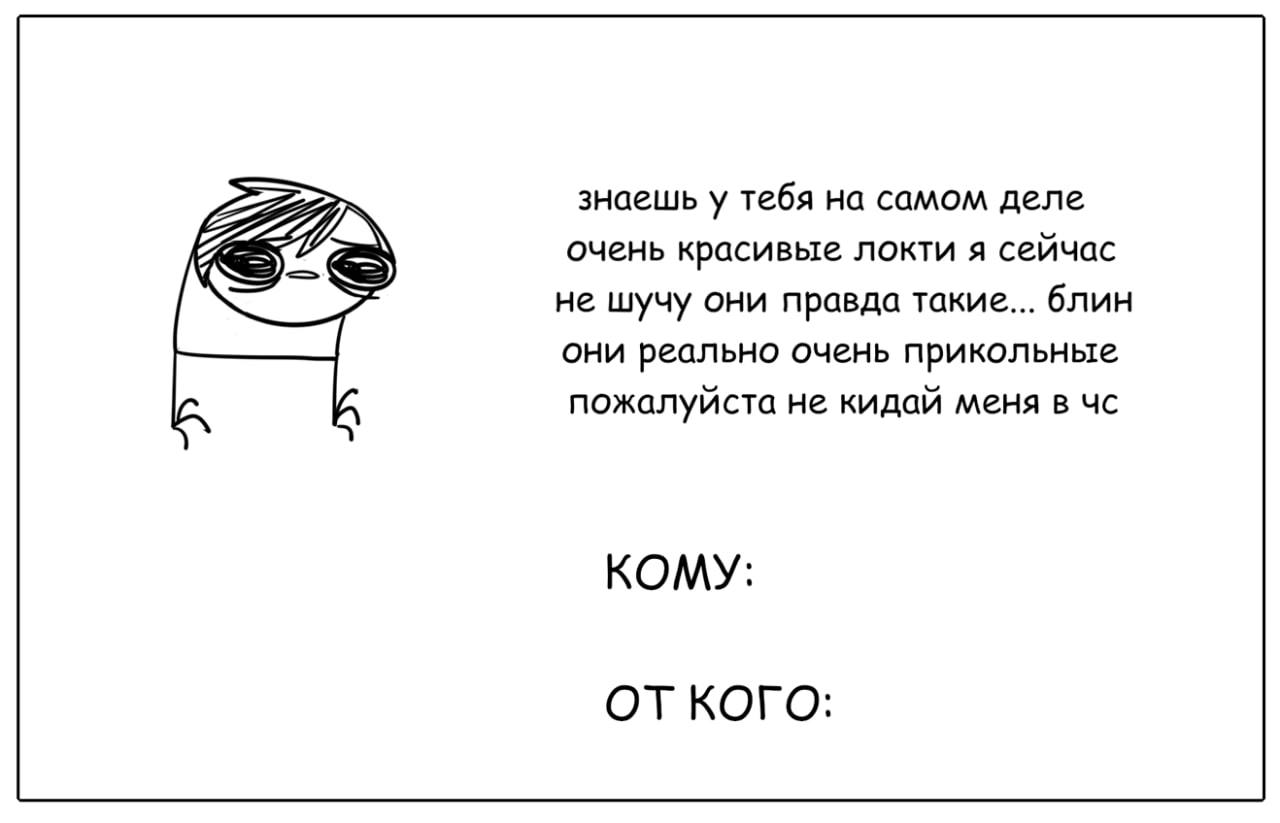 знаешь у тебя на самом деле
очень красивые локти я сейчас
не шучу они правда такие... блин
они реально очень прикольные
пожалуйста не кидай меня в чс
КОМУ:
ОТ КОГО: